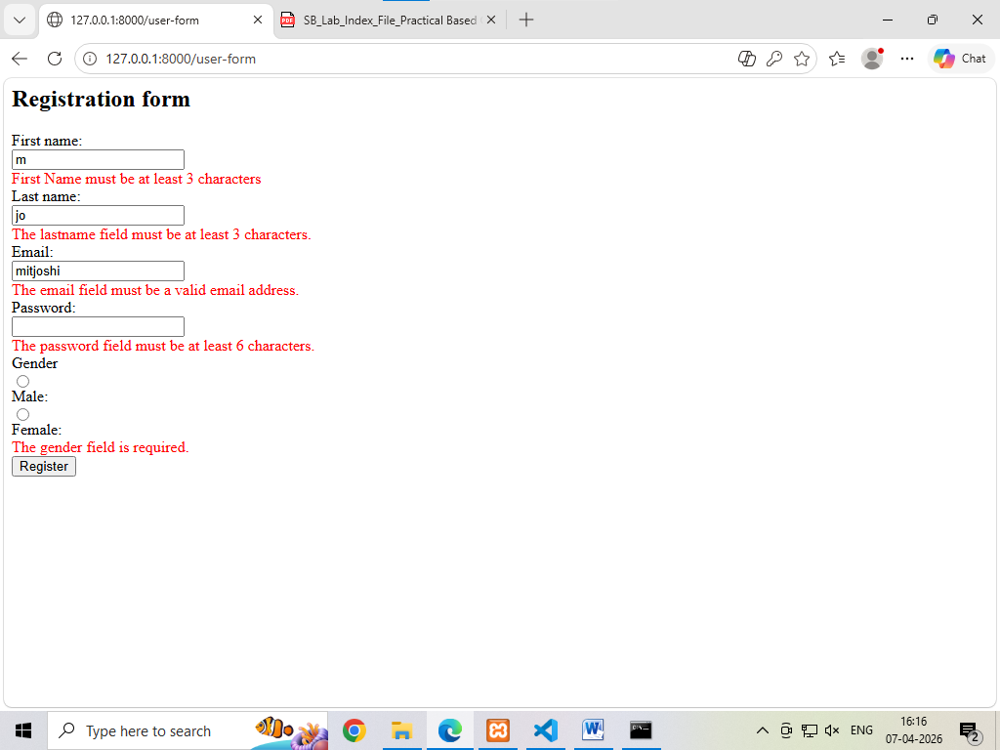 127.0.0.1:8000/user-form
PDF
SB_Lab_Index_File_Practical Based
127.0.0.1:8000/user-form
Chat
Registration form
First name:
m
First Name must be at least 3 characters
Last name:
jo
The lastname field must be at least 3 characters.
Email:
mitjoshi
The email field must be a valid email address.
Password:
The password field must be at least 6 characters.
Gender
Male:
Female:
The gender field is required.
Register
Type here to search
W
ENG
16:16
07-04-2026
2